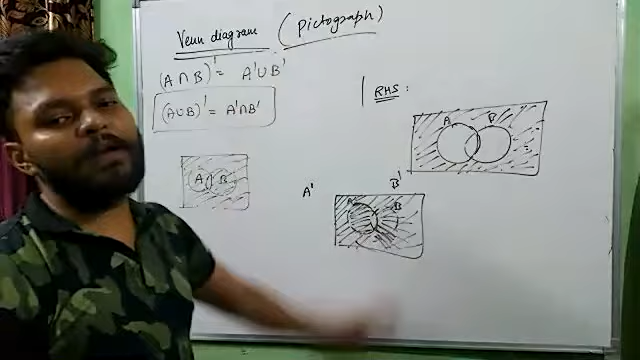 Venn diagram (Pictograph)
(A ∩ B)' = A'∪B'
(A∪B)' = A'∩B'
RHS :
A B
A B
A' B'
A B